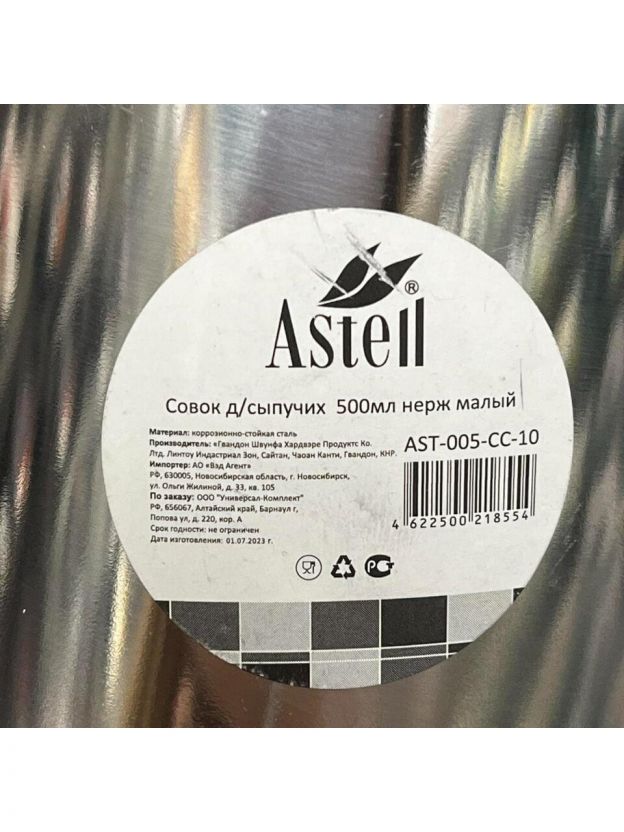 Astell ®
Совок д/сыпучих 500мл нерж малый
Материал: коррозионно-стойкая сталь
Производитель: «Гвандон Швунфа Хардвэре Продуктс Ко.
Лтд. Линтоу Индастриал Зон, Сайтан, Чаоан Канти, Гвандон, КНР.
Импортер: АО «Вэд Агент»
РФ, 630005, Новосибирская область, г. Новосибирск,
ул. Ольги Жилиной, д. 33, кв. 105
По заказу: ООО "Универсал-Комплект"
РФ, 656067, Алтайский край, Барнаул г,
Попова ул, д. 220, кор. А
Срок годности: не ограничен
Дата изготовления: 01.07.2023 г.
AST-005-CC-10
4 622500 218554